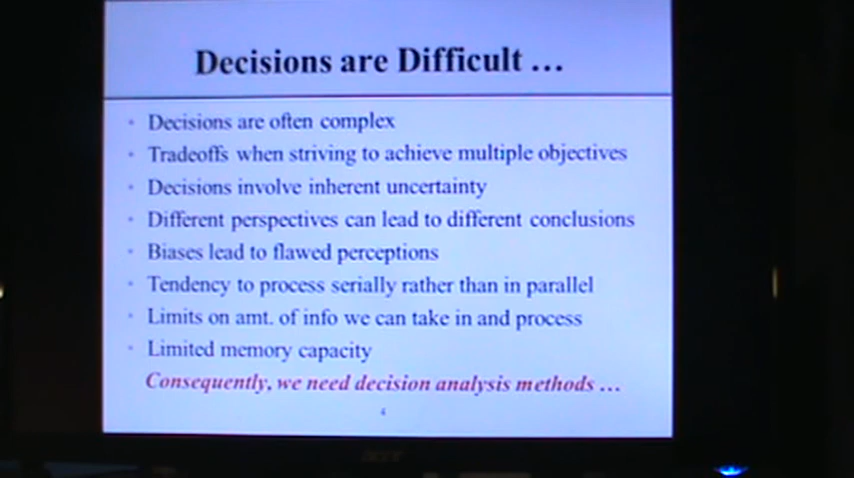 Decisions are Difficult …
• Decisions are often complex
• Tradeoffs when striving to achieve multiple objectives
• Decisions involve inherent uncertainty
• Different perspectives can lead to different conclusions
• Biases lead to flawed perceptions
• Tendency to process serially rather than in parallel
• Limits on amt. of info we can take in and process
• Limited memory capacity
Consequently, we need decision analysis methods …
acer